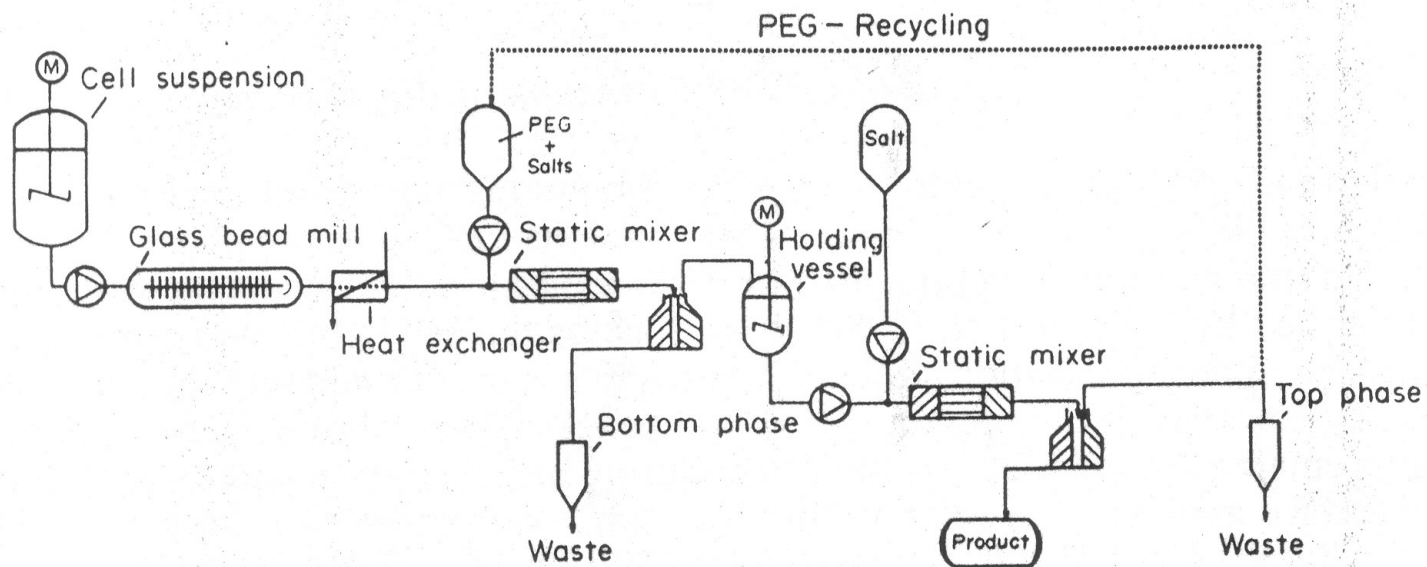 PEG – Recycling
M
Cell suspension
PEG
+
Salts
Salt
Glass bead mill
Static mixer
M
Holding
vessel
Heat exchanger
Static mixer
Bottom phase
Top phase
Waste
Product
Waste